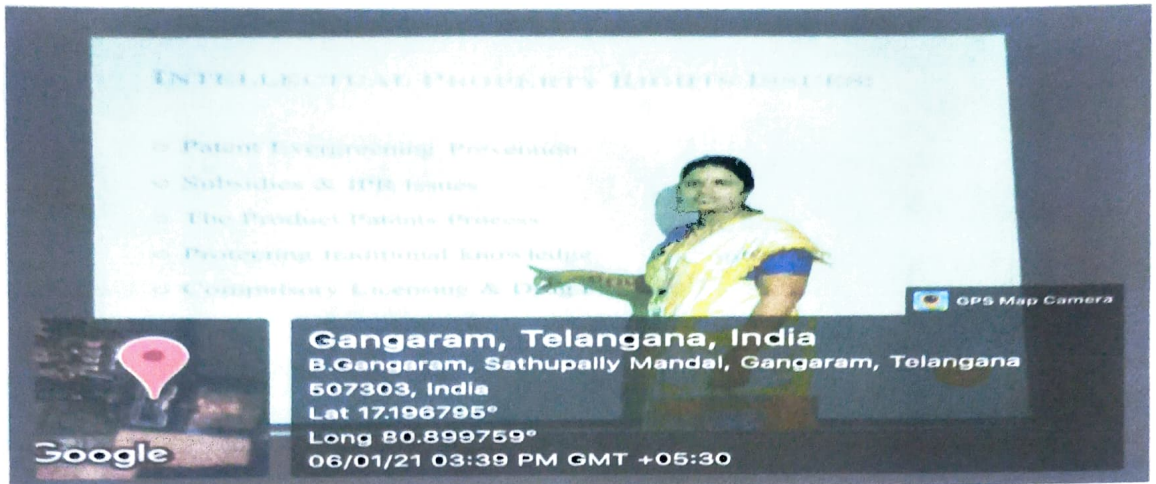 INTELLECTUAL PROPERTY RIGHTS ISSUES:
Patent Evergreening Prevention
Subsidies & IPR Issues
The Product Patents Process
Protecting traditional knowledge
Compulsory Licensing &
GPS Map Camera
Gangaram, Telangana, India
B.Gangaram, Sathupally Mandal, Gangaram, Telangana
507303, India
Lat 17.196795°
Long 80.899759°
06/01/21 03:39 PM GMT +05:30
Google